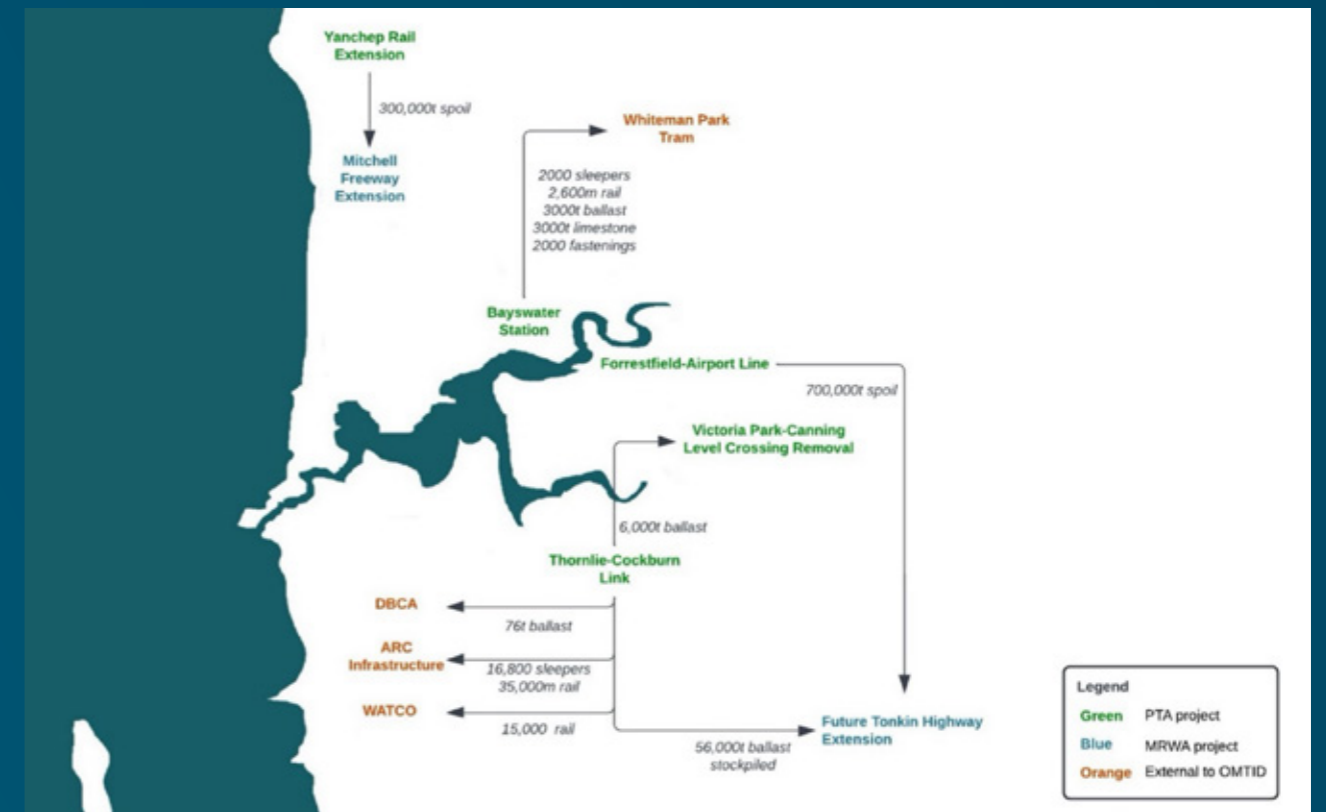 Yanchep Rail
Extension
300,000t spoil
Mitchell
Freeway
Extension
Whiteman Park
Tram
2000 sleepers
2,600m rail
3000t ballast
3000t limestone
2000 fastenings
Bayswater
Station
Forrestfield-Airport Line
700,000t spoil
Victoria Park-Canning
Level Crossing Removal
6,000t ballast
Thornlie-Cockburn
Link
DBCA
76t ballast
ARC
Infrastructure
16,800 sleepers
35,000m rail
WATCO
15,000 rail
56,000t ballast
stockpiled
Future Tonkin Highway
Extension
Legend
Green PTA project
Blue MRWA project
Orange External to OMTID